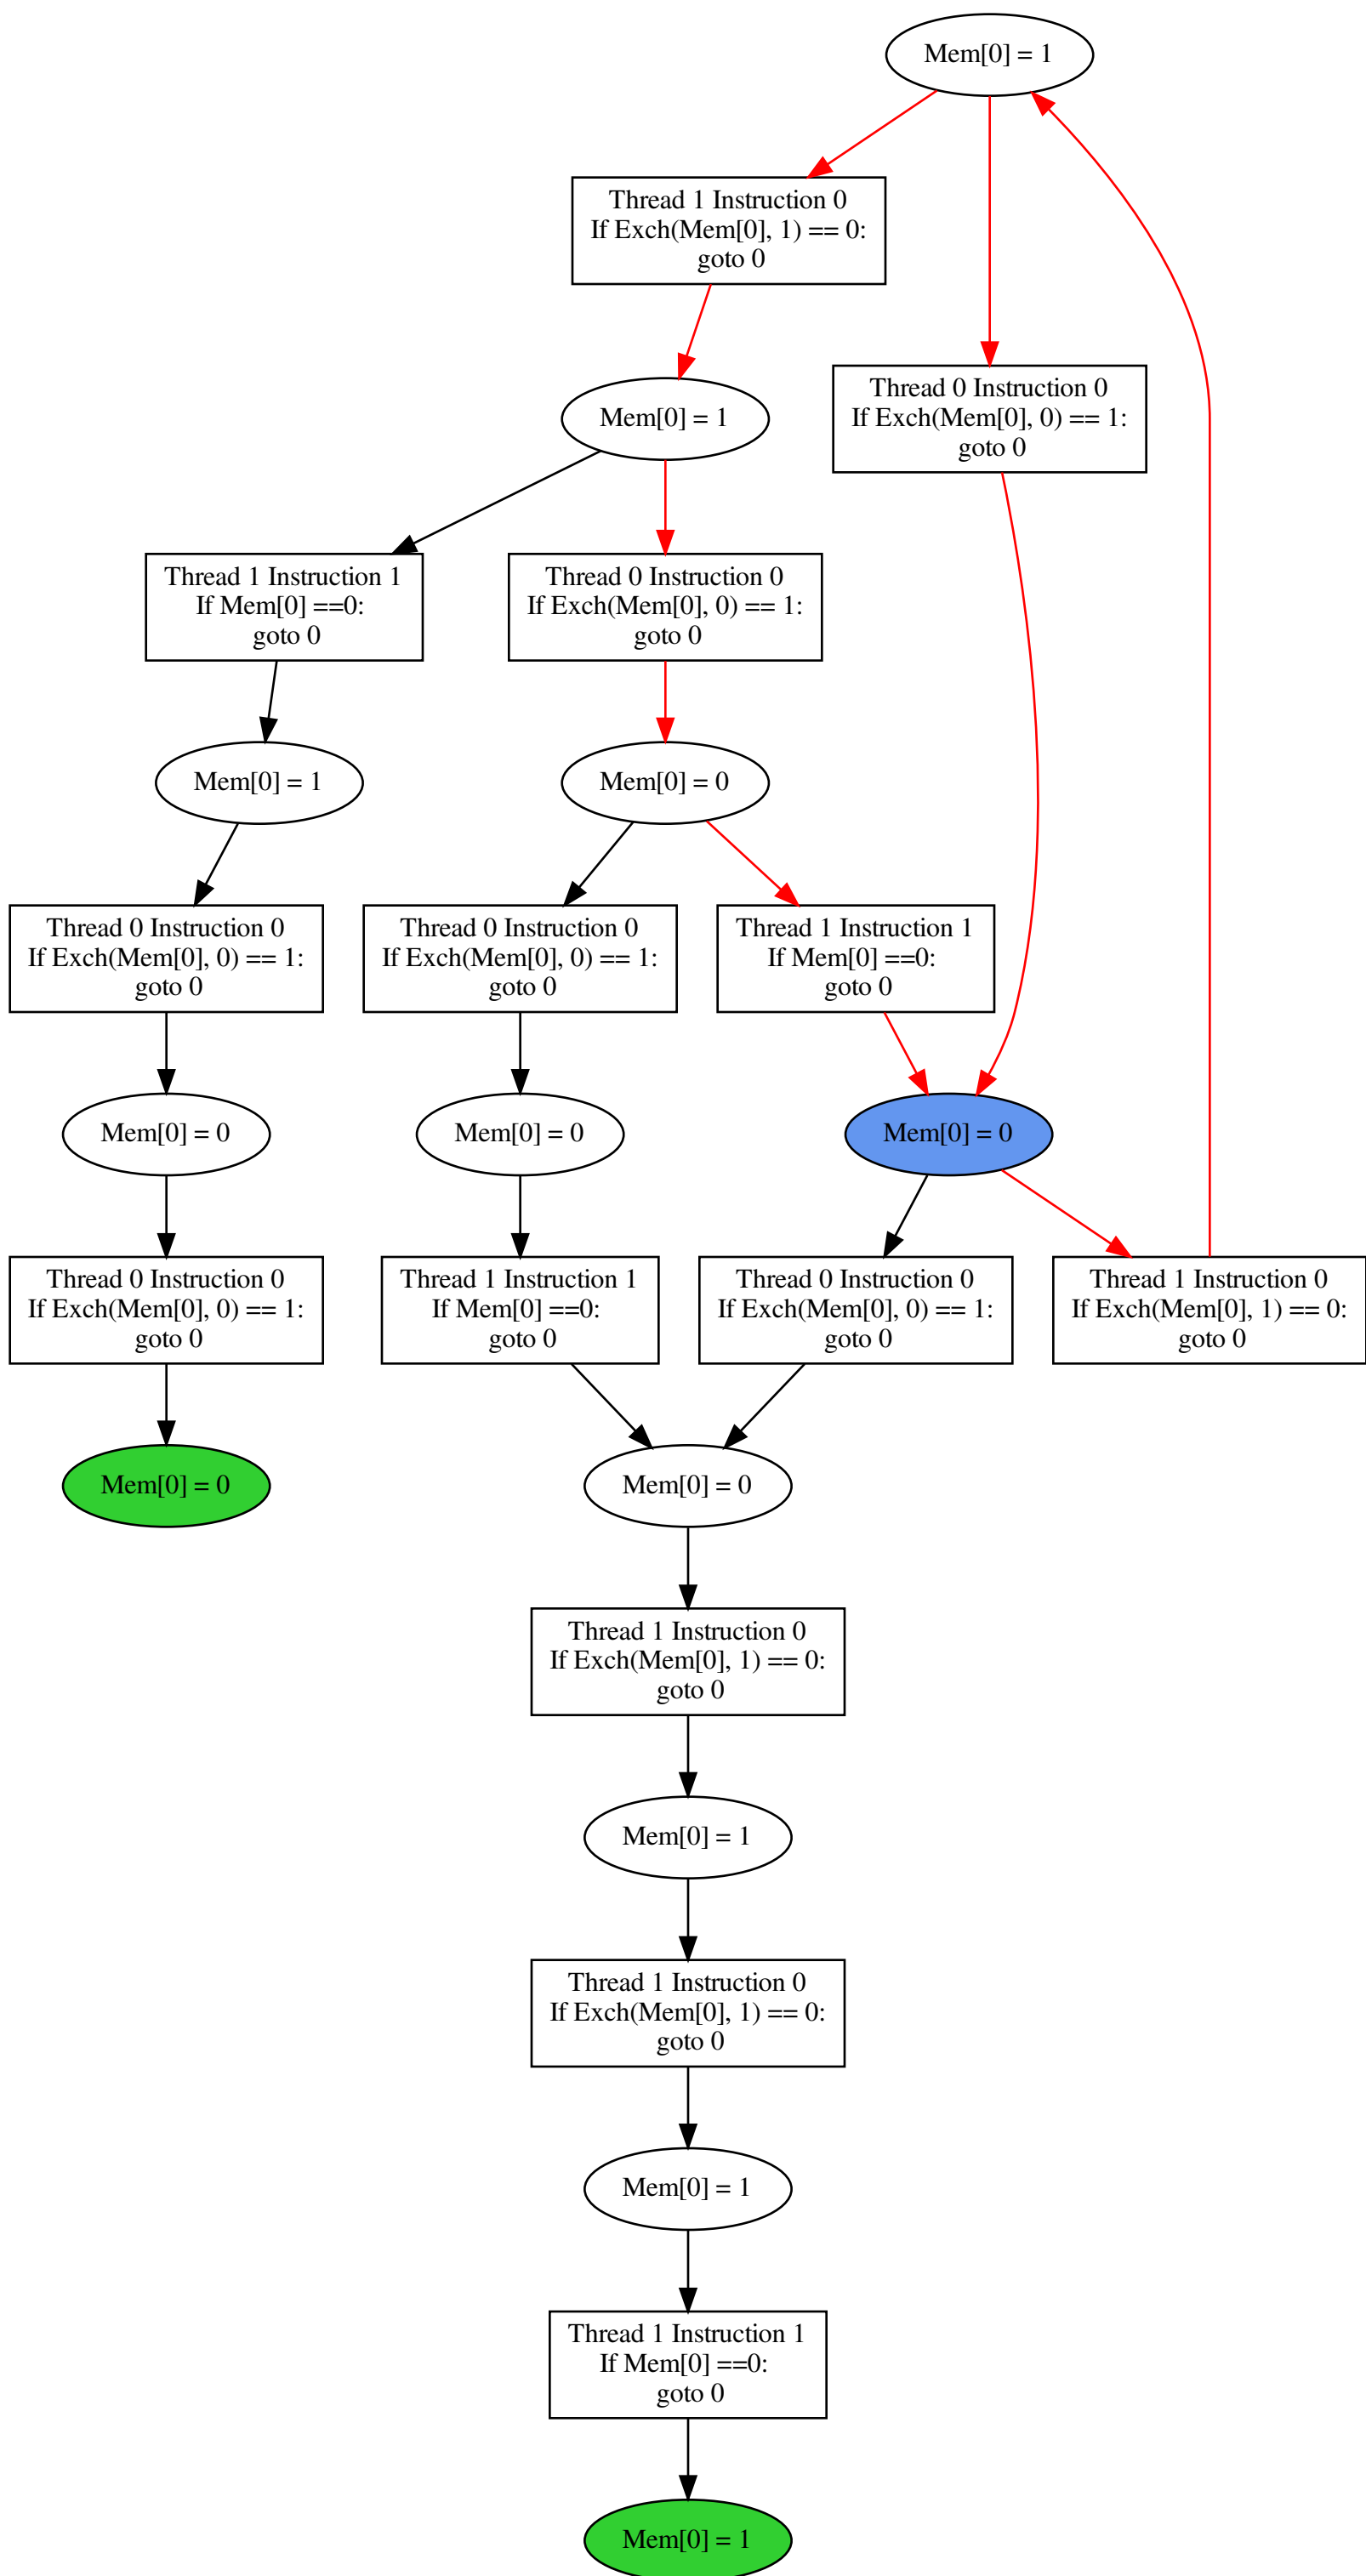 Mem[0] = 1
Thread 1 Instruction 0
If Exch(Mem[0], 1) == 0:
goto 0
Thread 0 Instruction 0
If Exch(Mem[0], 0) == 1:
goto 0
Mem[0] = 1
Thread 1 Instruction 1
If Mem[0] ==0:
goto 0
Thread 0 Instruction 0
If Exch(Mem[0], 0) == 1:
goto 0
Mem[0] = 1
Mem[0] = 0
Thread 0 Instruction 0
If Exch(Mem[0], 0) == 1:
goto 0
Thread 0 Instruction 0
If Exch(Mem[0], 0) == 1:
goto 0
Thread 1 Instruction 1
If Mem[0] ==0:
goto 0
Mem[0] = 0
Mem[0] = 0
Mem[0] = 0
Thread 0 Instruction 0
If Exch(Mem[0], 0) == 1:
goto 0
Thread 1 Instruction 1
If Mem[0] ==0:
goto 0
Thread 0 Instruction 0
If Exch(Mem[0], 0) == 1:
goto 0
Thread 1 Instruction 0
If Exch(Mem[0], 1) == 0:
goto 0
Mem[0] = 0
Mem[0] = 0
Thread 1 Instruction 0
If Exch(Mem[0], 1) == 0:
goto 0
Mem[0] = 1
Thread 1 Instruction 0
If Exch(Mem[0], 1) == 0:
goto 0
Mem[0] = 1
Thread 1 Instruction 1
If Mem[0] ==0:
goto 0
Mem[0] = 1